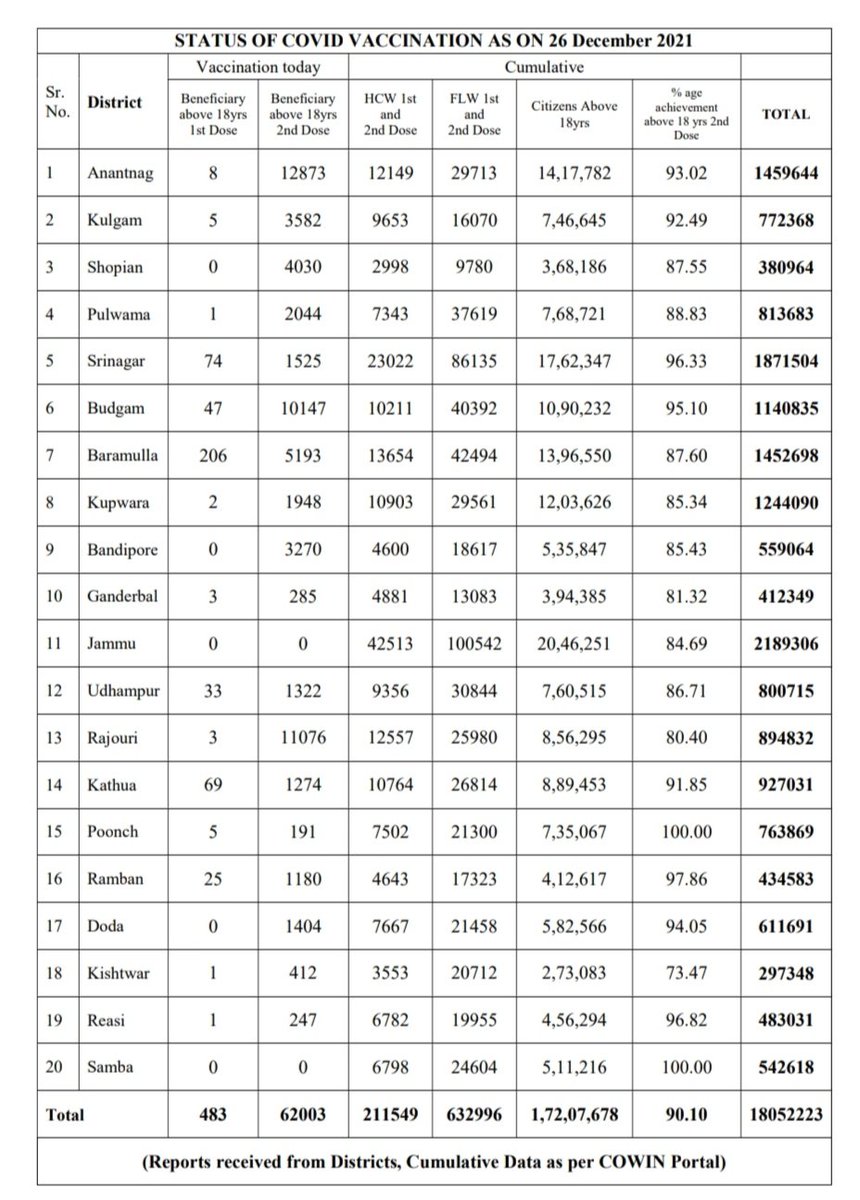 STATUS OF COVID VACCINATION AS ON 26 December 2021
Sr. No. District Vaccination today Cumulative
Beneficiary above 18yrs 1st Dose Beneficiary above 18yrs 2nd Dose HCW 1st and 2nd Dose FLW 1st and 2nd Dose Citizens Above 18yrs % age achievement above 18 yrs 2nd Dose TOTAL
1 Anantnag 8 12873 12149 29713 14,17,782 93.02 1459644
2 Kulgam 5 3582 9653 16070 7,46,645 92.49 772368
3 Shopian 0 4030 2998 9780 3,68,186 87.55 380964
4 Pulwama 1 2044 7343 37619 7,68,721 88.83 813683
5 Srinagar 74 1525 23022 86135 17,62,347 96.33 1871504
6 Budgam 47 10147 10211 40392 10,90,232 95.10 1140835
7 Baramulla 206 5193 13654 42494 13,96,550 87.60 1452698
8 Kupwara 2 1948 10903 29561 12,03,626 85.34 1244090
9 Bandipore 0 3270 4600 18617 5,35,847 85.43 559064
10 Ganderbal 3 285 4881 13083 3,94,385 81.32 412349
11 Jammu 0 0 42513 100542 20,46,251 84.69 2189306
12 Udhampur 33 1322 9356 30844 7,60,515 86.71 800715
13 Rajouri 3 11076 12557 25980 8,56,295 80.40 894832
14 Kathua 69 1274 10764 26814 8,89,453 91.85 927031
15 Poonch 5 191 7502 21300 7,35,067 100.00 763869
16 Ramban 25 1180 4643 17323 4,12,617 97.86 434583
17 Doda 0 1404 7667 21458 5,82,566 94.05 611691
18 Kishtwar 1 412 3553 20712 2,73,083 73.47 297348
19 Reasi 1 247 6782 19955 4,56,294 96.82 483031
20 Samba 0 0 6798 24604 5,11,216 100.00 542618
Total 483 62003 211549 632996 1,72,07,678 90.10 18052223
(Reports received from Districts, Cumulative Data as per COWIN Portal)